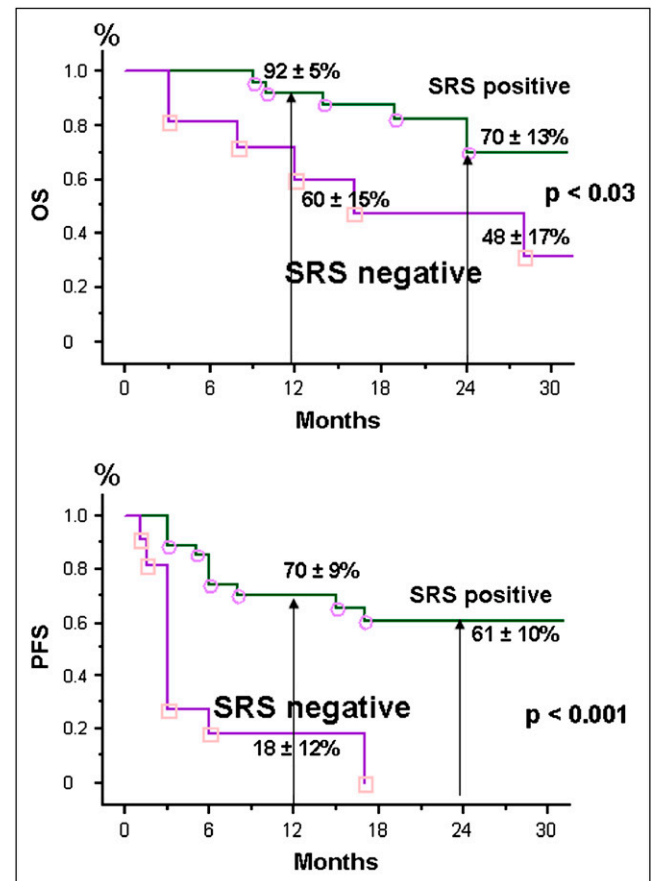 %
1.0
92 ± 5%
SRS positive
0.8
70 ± 13%
0.6
60 ± 15%
p < 0.03
OS
0.4
48 ± 17%
SRS negative
0.2
0
0 6 12 18 24 30
Months
%
1.0
0.8
70 ± 9%
SRS positive
0.6
61 ± 10%
PFS
0.4
SRS negative
p < 0.001
0.2
18 ± 12%
0
0 6 12 18 24 30
Months